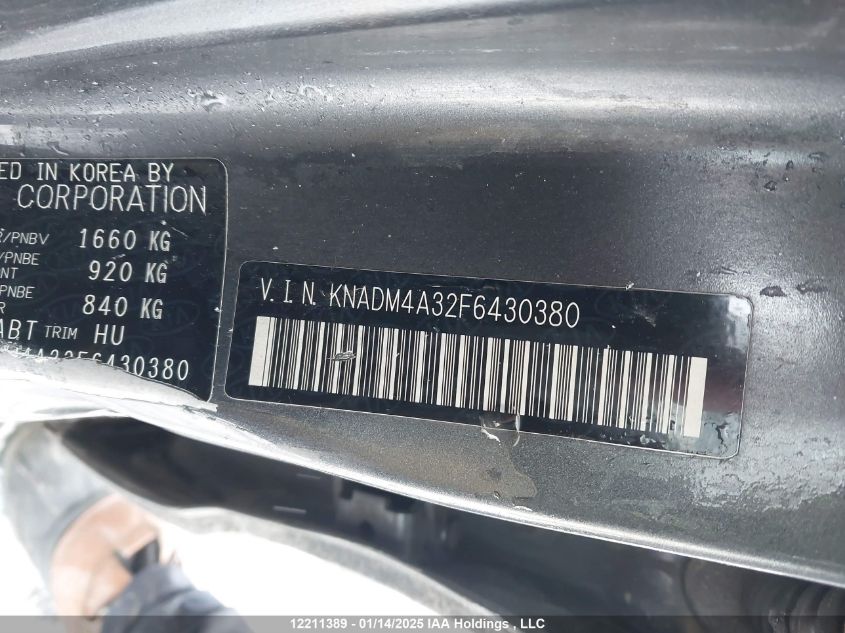 ED IN KOREA BY
CORPORATION
/PNBV 1660 KG
/PNBE
NT 920 KG
PNBE
R 840 KG
ABT TRIM HU
4A32F6430380
V.I.N. KNADM4A32F6430380
12211389 - 01/14/2025 IAA Holdings , LLC